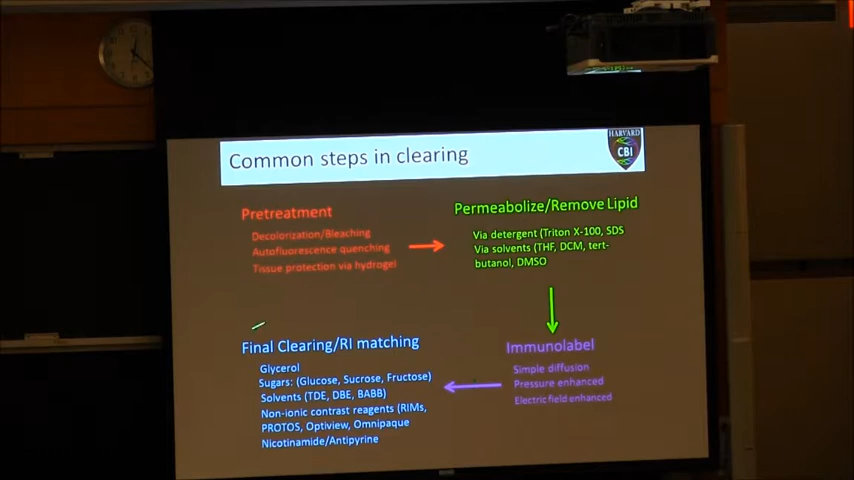 Common steps in clearing
HARVARD
CBI
Pretreatment
Decolorization/Bleaching
Autofluorescence quenching
Tissue protection via hydrogel
Permeabolize/Remove Lipid
Via detergent (Triton X-100, SDS
Via solvents (THF, DCM, tert-
butanol, DMSO
Immunolabel
Simple diffusion
Pressure enhanced
Electric field enhanced
Final Clearing/RI matching
Glycerol
Sugars: (Glucose, Sucrose, Fructose)
Solvents (TDE, DBE, BABB)
Non-ionic contrast reagents (RIMs,
PROTOS, Optiview, Omnipaque
Nicotinamide/Antipyrine